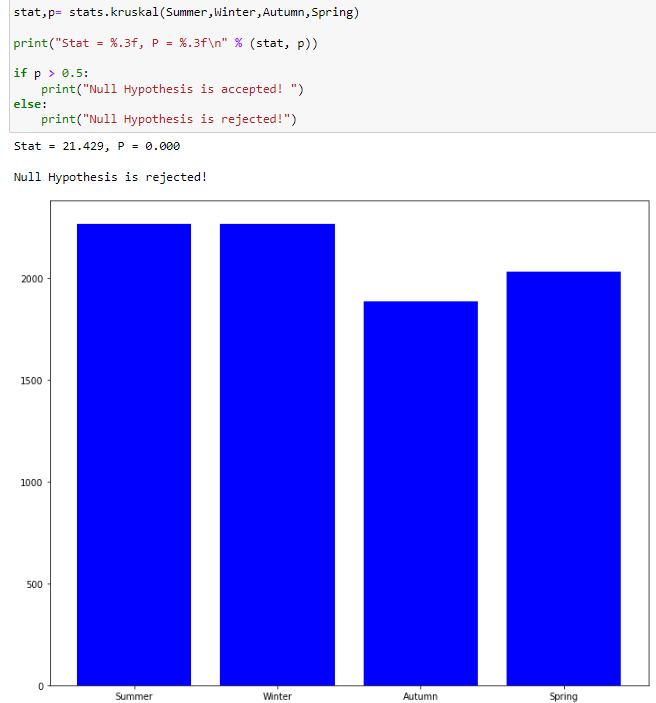 stat,p= stats.kruskal(Summer,Winter,Autumn,Spring)
print("Stat = %.3f, P = %.3f\n" % (stat, p))
if p > 0.5:
    print("Null Hypothesis is accepted! ")
else:
    print("Null Hypothesis is rejected!")
Stat = 21.429, P = 0.000
Null Hypothesis is rejected!
2000
1500
1000
500
0
Summer Winter Autumn Spring